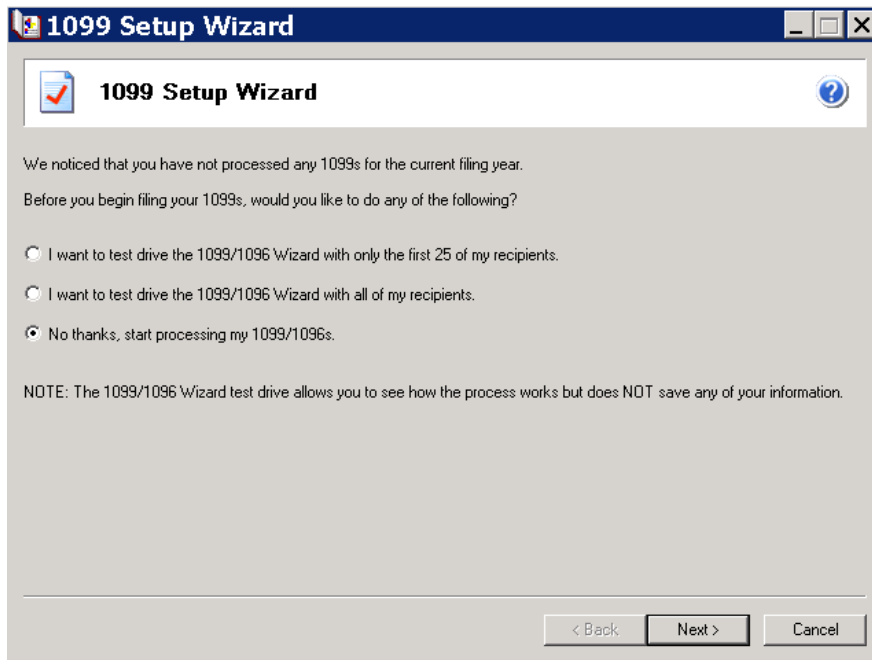 1099 Setup Wizard
1099 Setup Wizard
We noticed that you have not processed any 1099s for the current filing year.
Before you begin filing your 1099s, would you like to do any of the following?
I want to test drive the 1099/1096 Wizard with only the first 25 of my recipients.
I want to test drive the 1099/1096 Wizard with all of my recipients.
No thanks, start processing my 1099/1096s.
NOTE: The 1099/1096 Wizard test drive allows you to see how the process works but does NOT save any of your information.
< Back Next > Cancel